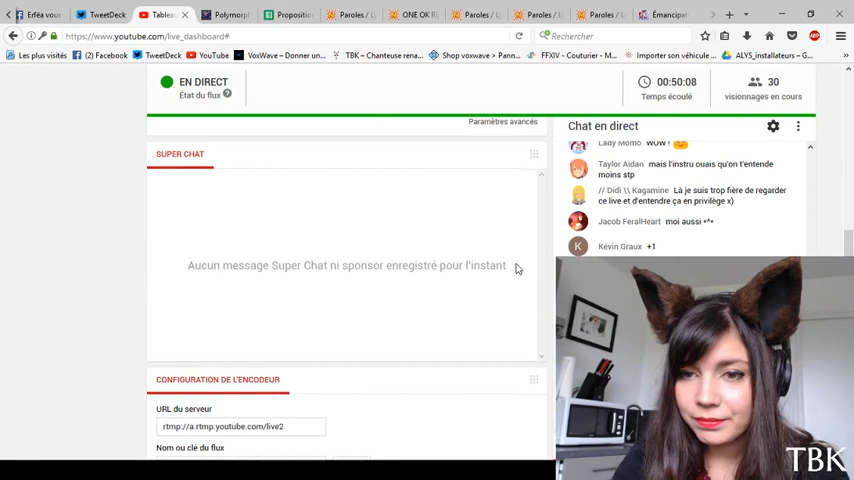 Erféa vou
TweetDeck
Tableau
Polymorph
Proposition
Paroles / L
ONE OK R
Paroles / L
Paroles / L
Paroles / L
Émancipat
https://www.youtube.com/live_dashboard#
Rechercher
Les plus visités
(2) Facebook
TweetDeck
YouTube
VoxWave – Donner un...
TBK – Chanteuse rena...
Shop voxwave > Pann...
FFXIV - Couturier - M...
Importer son véhicule ...
ALYS_installateurs – G...
EN DIRECT
État du flux
00:50:08
Temps écoulé
30
visionnages en cours
Paramètres avancés
SUPER CHAT
Aucun message Super Chat ni sponsor enregistré pour l'instant
CONFIGURATION DE L'ENCODEUR
URL du serveur
rtmp://a.rtmp.youtube.com/live2
Nom ou clé du flux
Chat en direct
Lady Momo WOW !
Taylor Aidan mais l'instru ouais qu'on t'entende
moins stp
// Didi \\ Kagamine Là je suis trop fière de regarder
ce live et d'entendre ça en privilège x)
Jacob FeralHeart moi aussi •^•
K
Kévin Graux +1
TBK